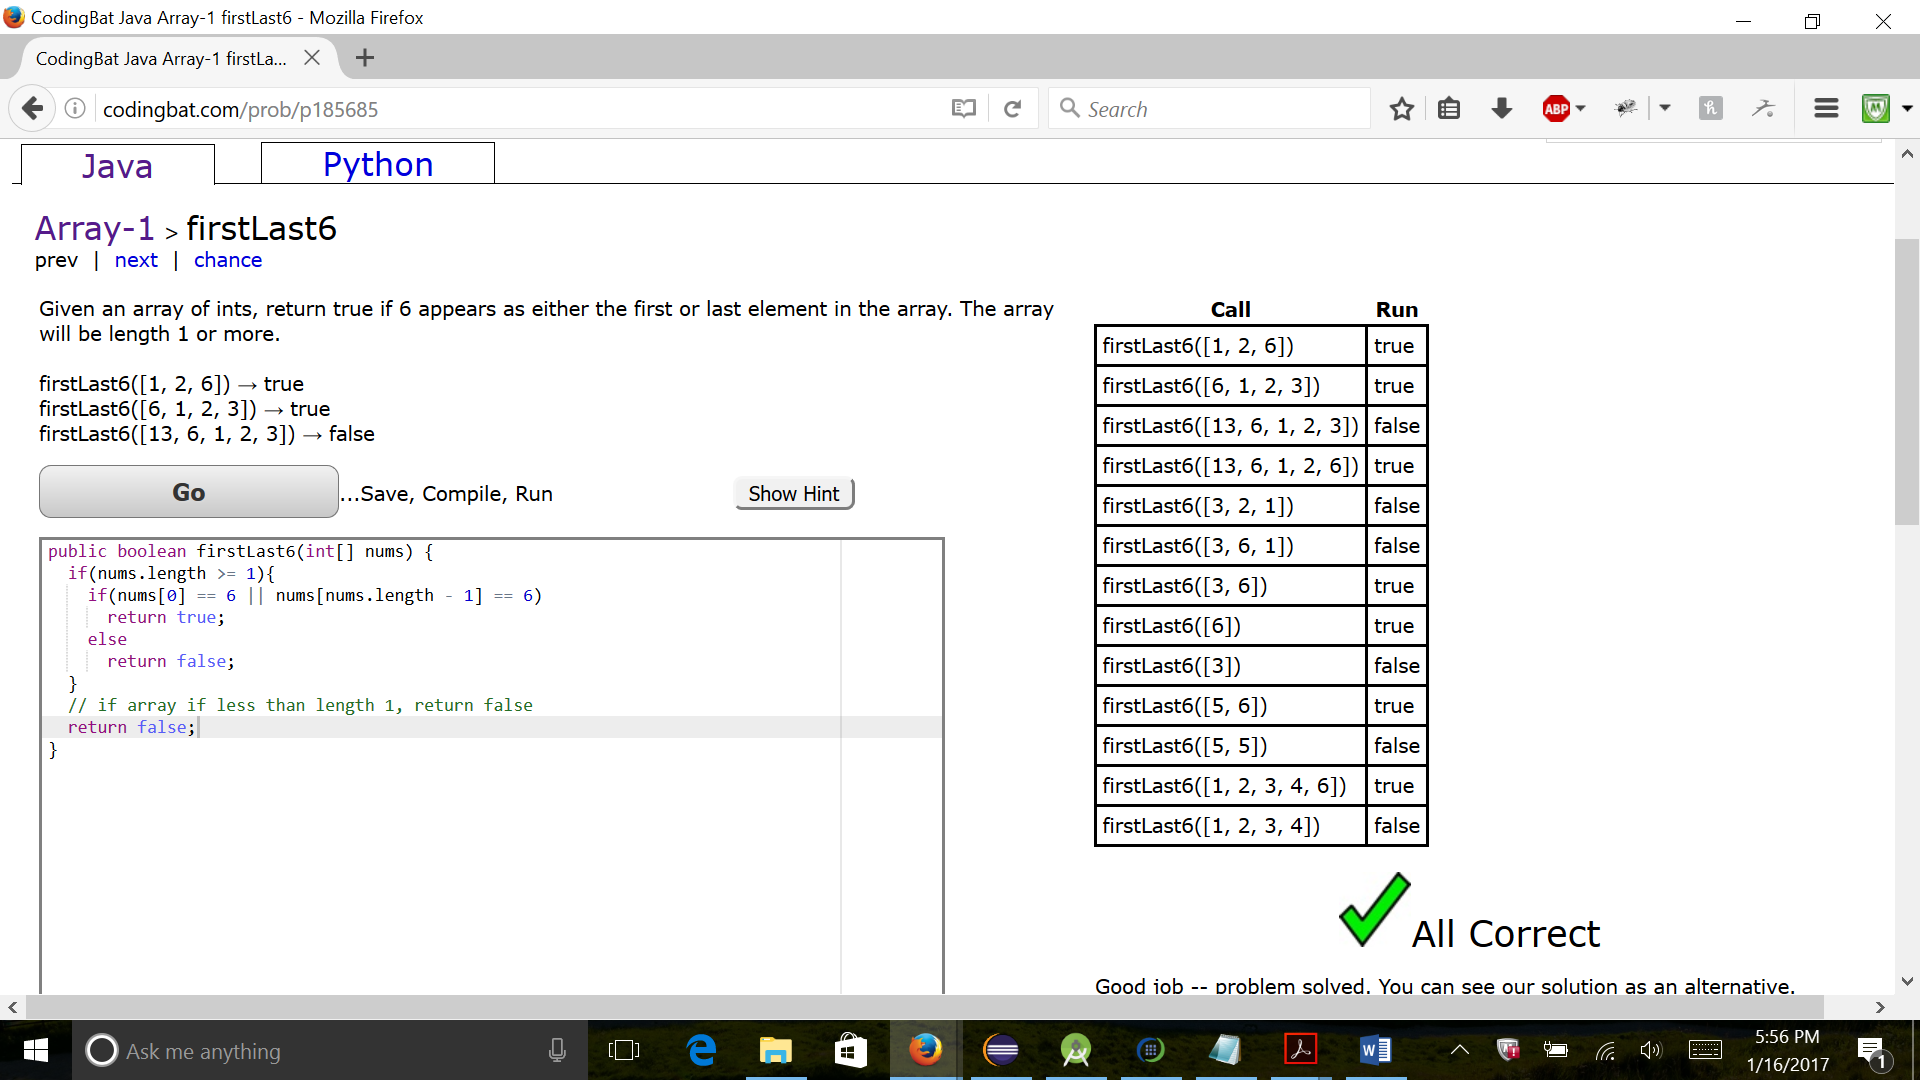 CodingBat Java Array-1 firstLast6 - Mozilla Firefox
CodingBat Java Array-1 firstLa...
codingbat.com/prob/p185685
Search
ABP
h
M
Java
Python
Array-1 > firstLast6
prev | next | chance
Given an array of ints, return true if 6 appears as either the first or last element in the array. The array
will be length 1 or more.
firstLast6([1, 2, 6]) → true
firstLast6([6, 1, 2, 3]) → true
firstLast6([13, 6, 1, 2, 3]) → false
Go
...Save, Compile, Run
Show Hint
public boolean firstLast6(int[] nums) {
if(nums.length >= 1){
if(nums[0] == 6 || nums[nums.length - 1] == 6)
return true;
else
return false;
}
// if array if less than length 1, return false
return false;
}
Call Run
firstLast6([1, 2, 6]) true
firstLast6([6, 1, 2, 3]) true
firstLast6([13, 6, 1, 2, 3]) false
firstLast6([13, 6, 1, 2, 6]) true
firstLast6([3, 2, 1]) false
firstLast6([3, 6, 1]) false
firstLast6([3, 6]) true
firstLast6([6]) true
firstLast6([3]) false
firstLast6([5, 6]) true
firstLast6([5, 5]) false
firstLast6([1, 2, 3, 4, 6]) true
firstLast6([1, 2, 3, 4]) false
All Correct
Good job -- problem solved. You can see our solution as an alternative.
Ask me anything
5:56 PM
1/16/2017
1